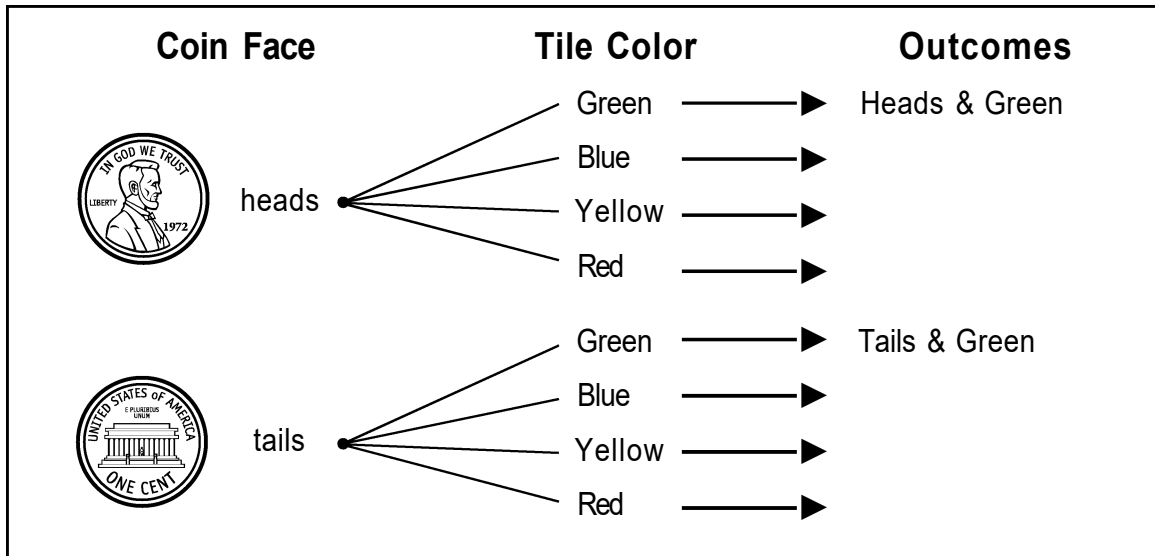 Coin Face Tile Color Outcomes
Green Heads & Green
IN GOD WE TRUST
Blue
LIBERTY
heads
Yellow
1972
Red
Green Tails & Green
UNITED STATES of AMERICA
Blue
E PLURIBUS
UNUM
tails
Yellow
ONE CENT
Red